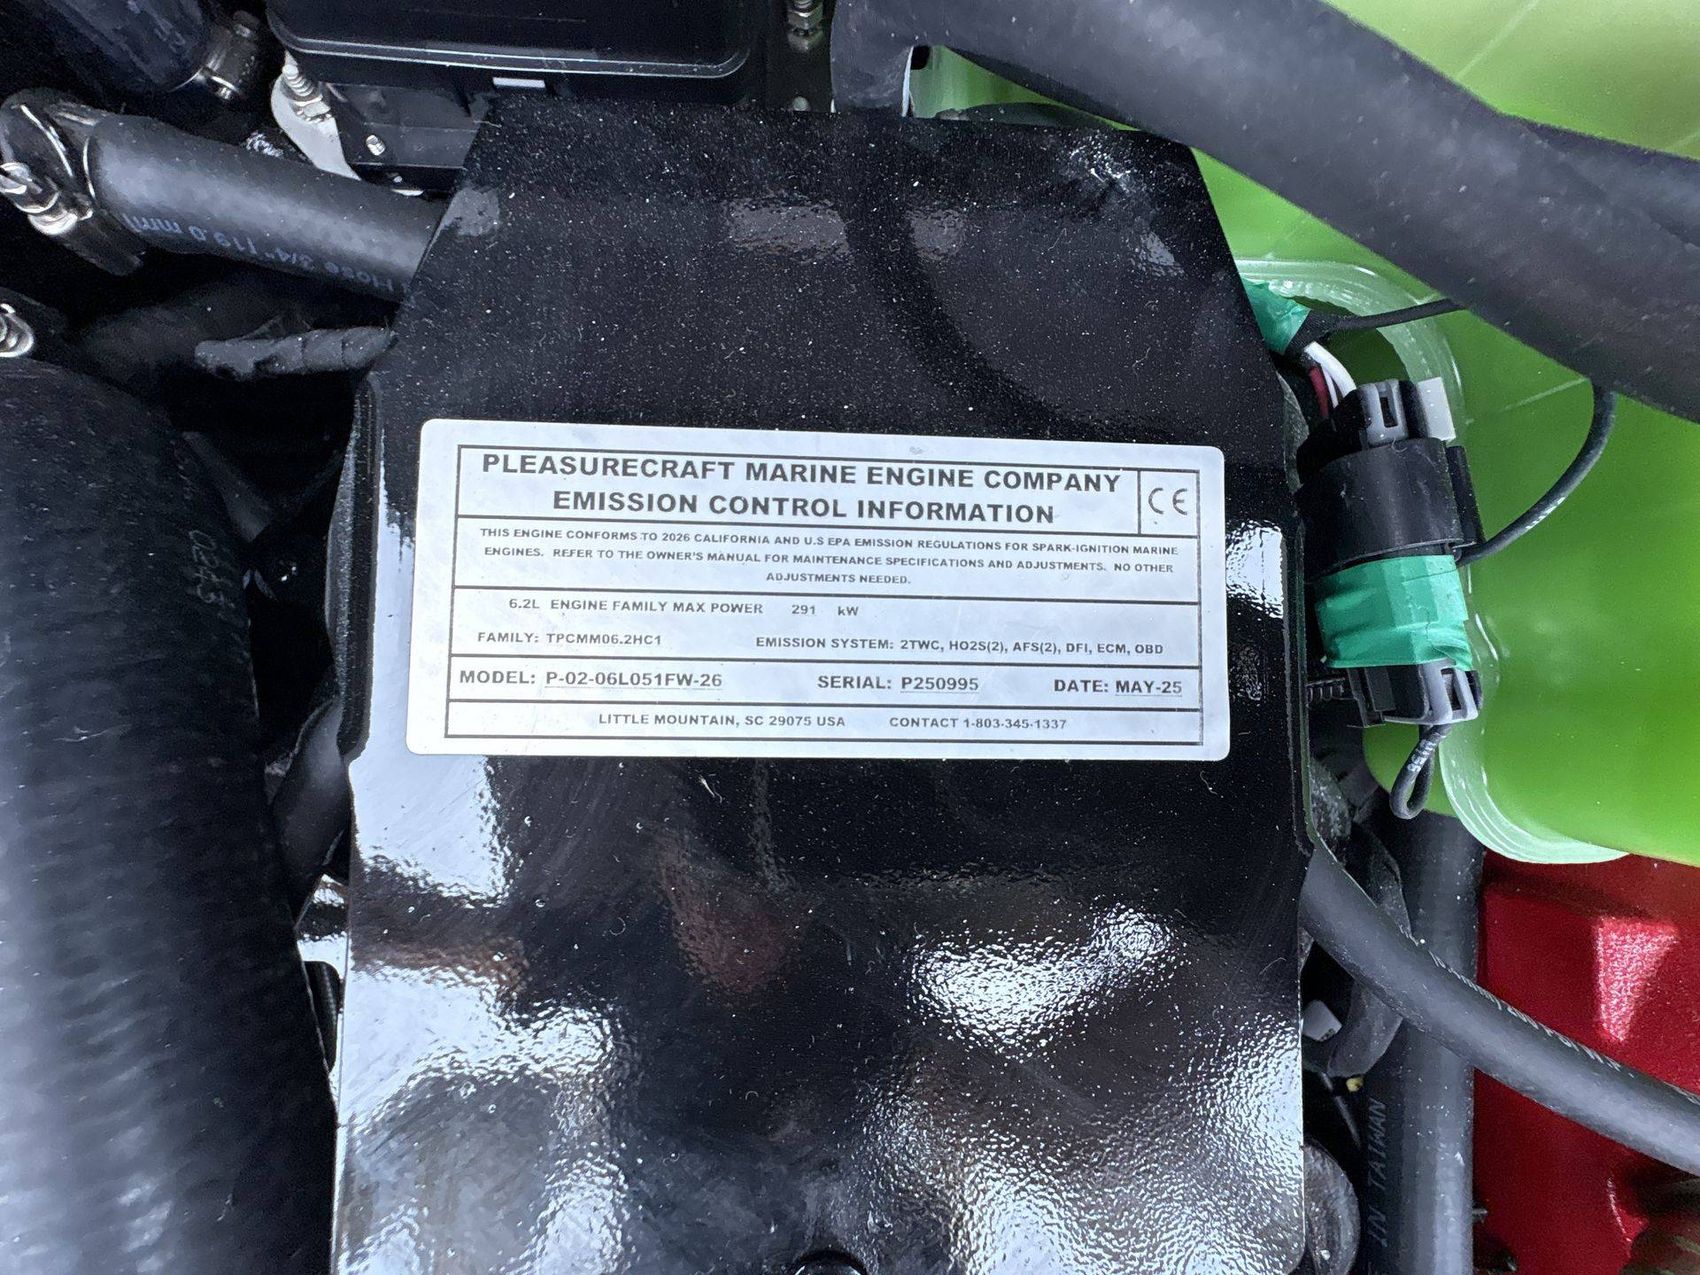 PLEASURECRAFT MARINE ENGINE COMPANY
EMISSION CONTROL INFORMATION
CE
THIS ENGINE CONFORMS TO 2026 CALIFORNIA AND U.S EPA EMISSION REGULATIONS FOR SPARK-IGNITION MARINE
ENGINES. REFER TO THE OWNER'S MANUAL FOR MAINTENANCE SPECIFICATIONS AND ADJUSTMENTS. NO OTHER
ADJUSTMENTS NEEDED.
6.2L ENGINE FAMILY MAX POWER 291 kW
FAMILY: TPCMM06.2HC1 EMISSION SYSTEM: 2TWC, HO2S(2), AFS(2), DFI, ECM, OBD
MODEL: P-02-06L051FW-26 SERIAL: P250995 DATE: MAY-25
LITTLE MOUNTAIN, SC 29075 USA CONTACT 1-803-345-1337
Hose 3/4" [19.0 mm]
IN TAIWAN